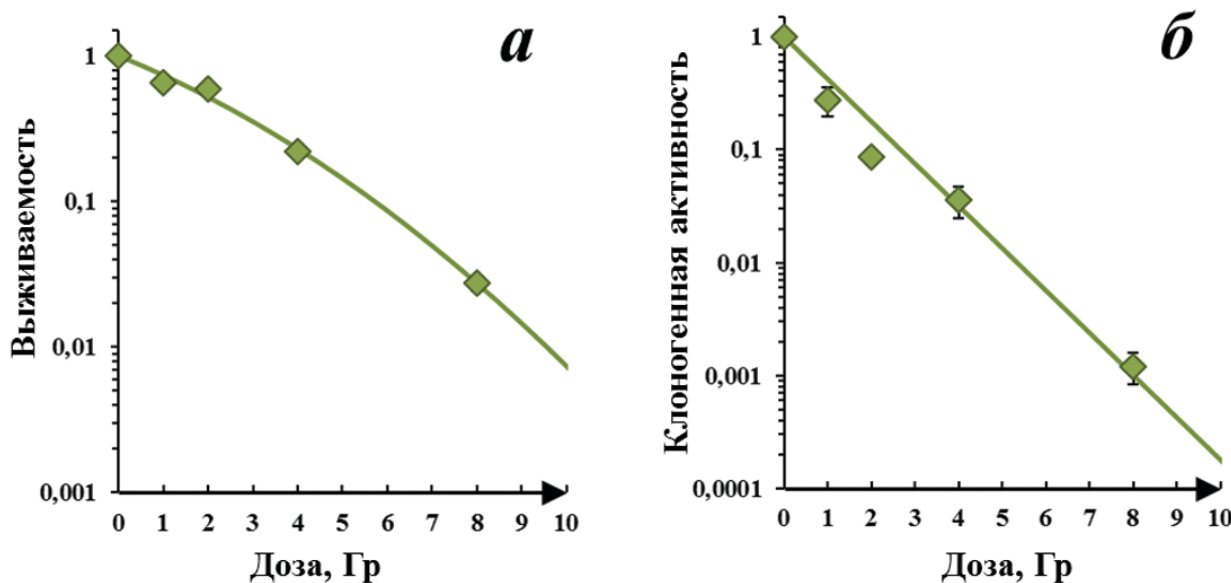 а
1
0,1
0,01
0,001
0 1 2 3 4 5 6 7 8 9 10
Доза, Гр
Выживаемость
б
1
0,1
0,01
0,001
0,0001
0 1 2 3 4 5 6 7 8 9 10
Доза, Гр
Клоногенная активность